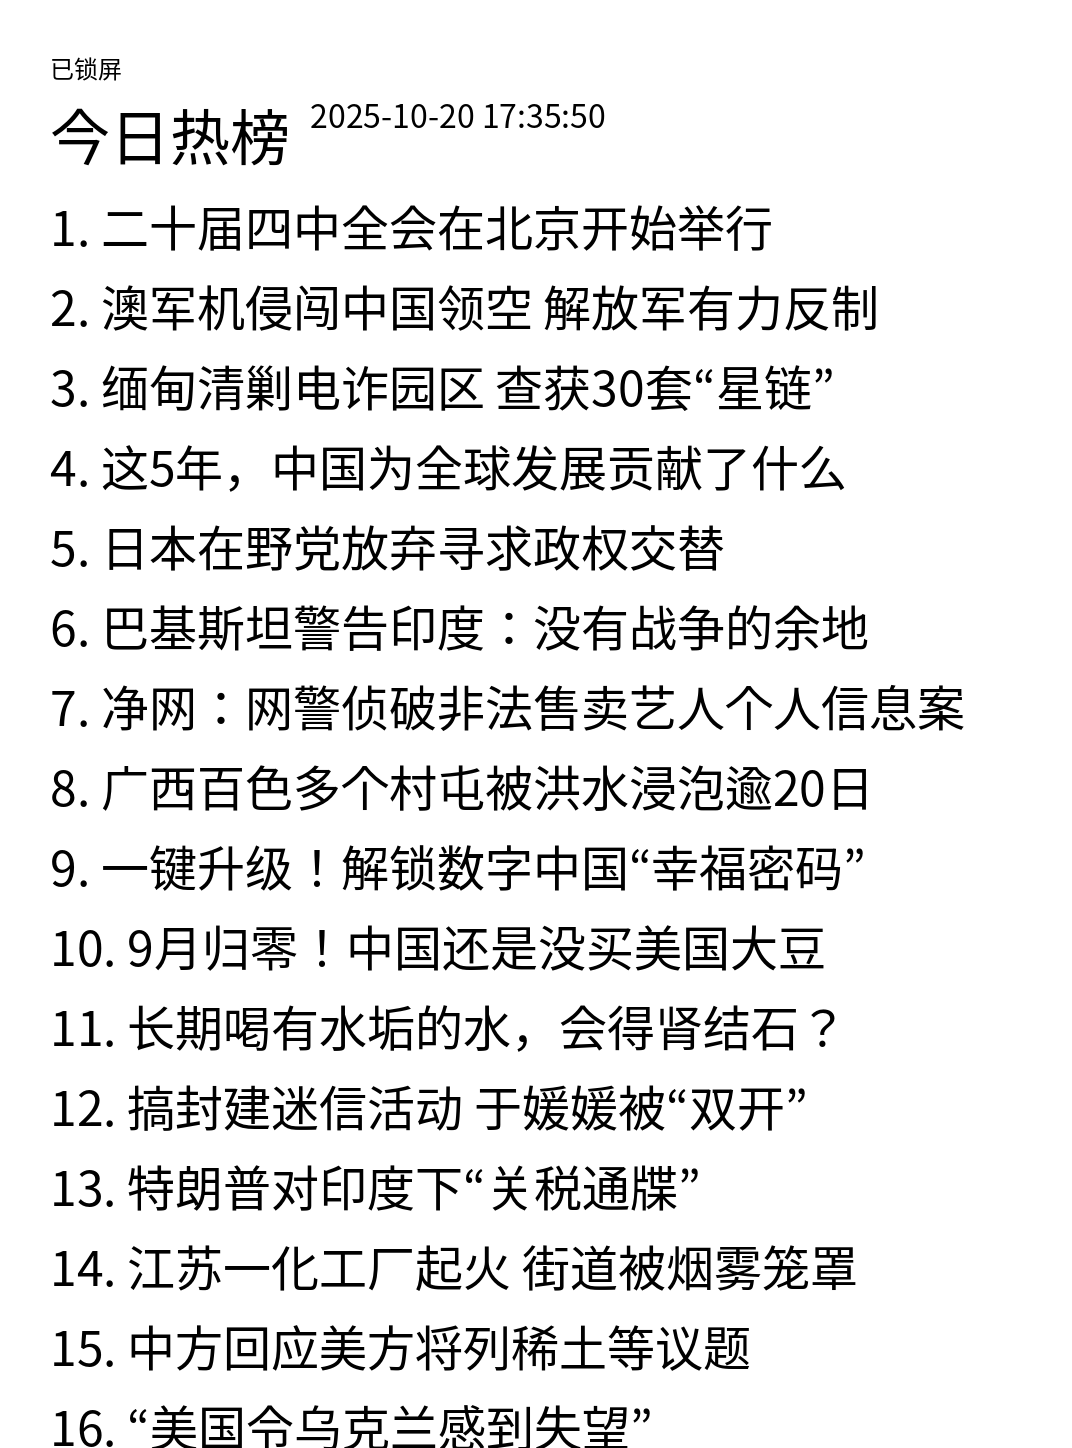 已锁屏
今日热榜 2025-10-20 17:35:50
1. 二十届四中全会在北京开始举行
2. 澳军机侵闯中国领空 解放军有力反制
3. 缅甸清剿电诈园区 查获30套“星链”
4. 这5年，中国为全球发展贡献了什么
5. 日本在野党放弃寻求政权交替
6. 巴基斯坦警告印度：没有战争的余地
7. 净网：网警侦破非法售卖艺人个人信息案
8. 广西百色多个村屯被洪水浸泡逾20日
9. 一键升级！解锁数字中国“幸福密码”
10. 9月归零！中国还是没买美国大豆
11. 长期喝有水垢的水，会得肾结石？
12. 搞封建迷信活动 于媛媛被“双开”
13. 特朗普对印度下“关税通牒”
14. 江苏一化工厂起火 街道被烟雾笼罩
15. 中方回应美方将列稀土等议题
16. “美国令乌克兰感到失望”